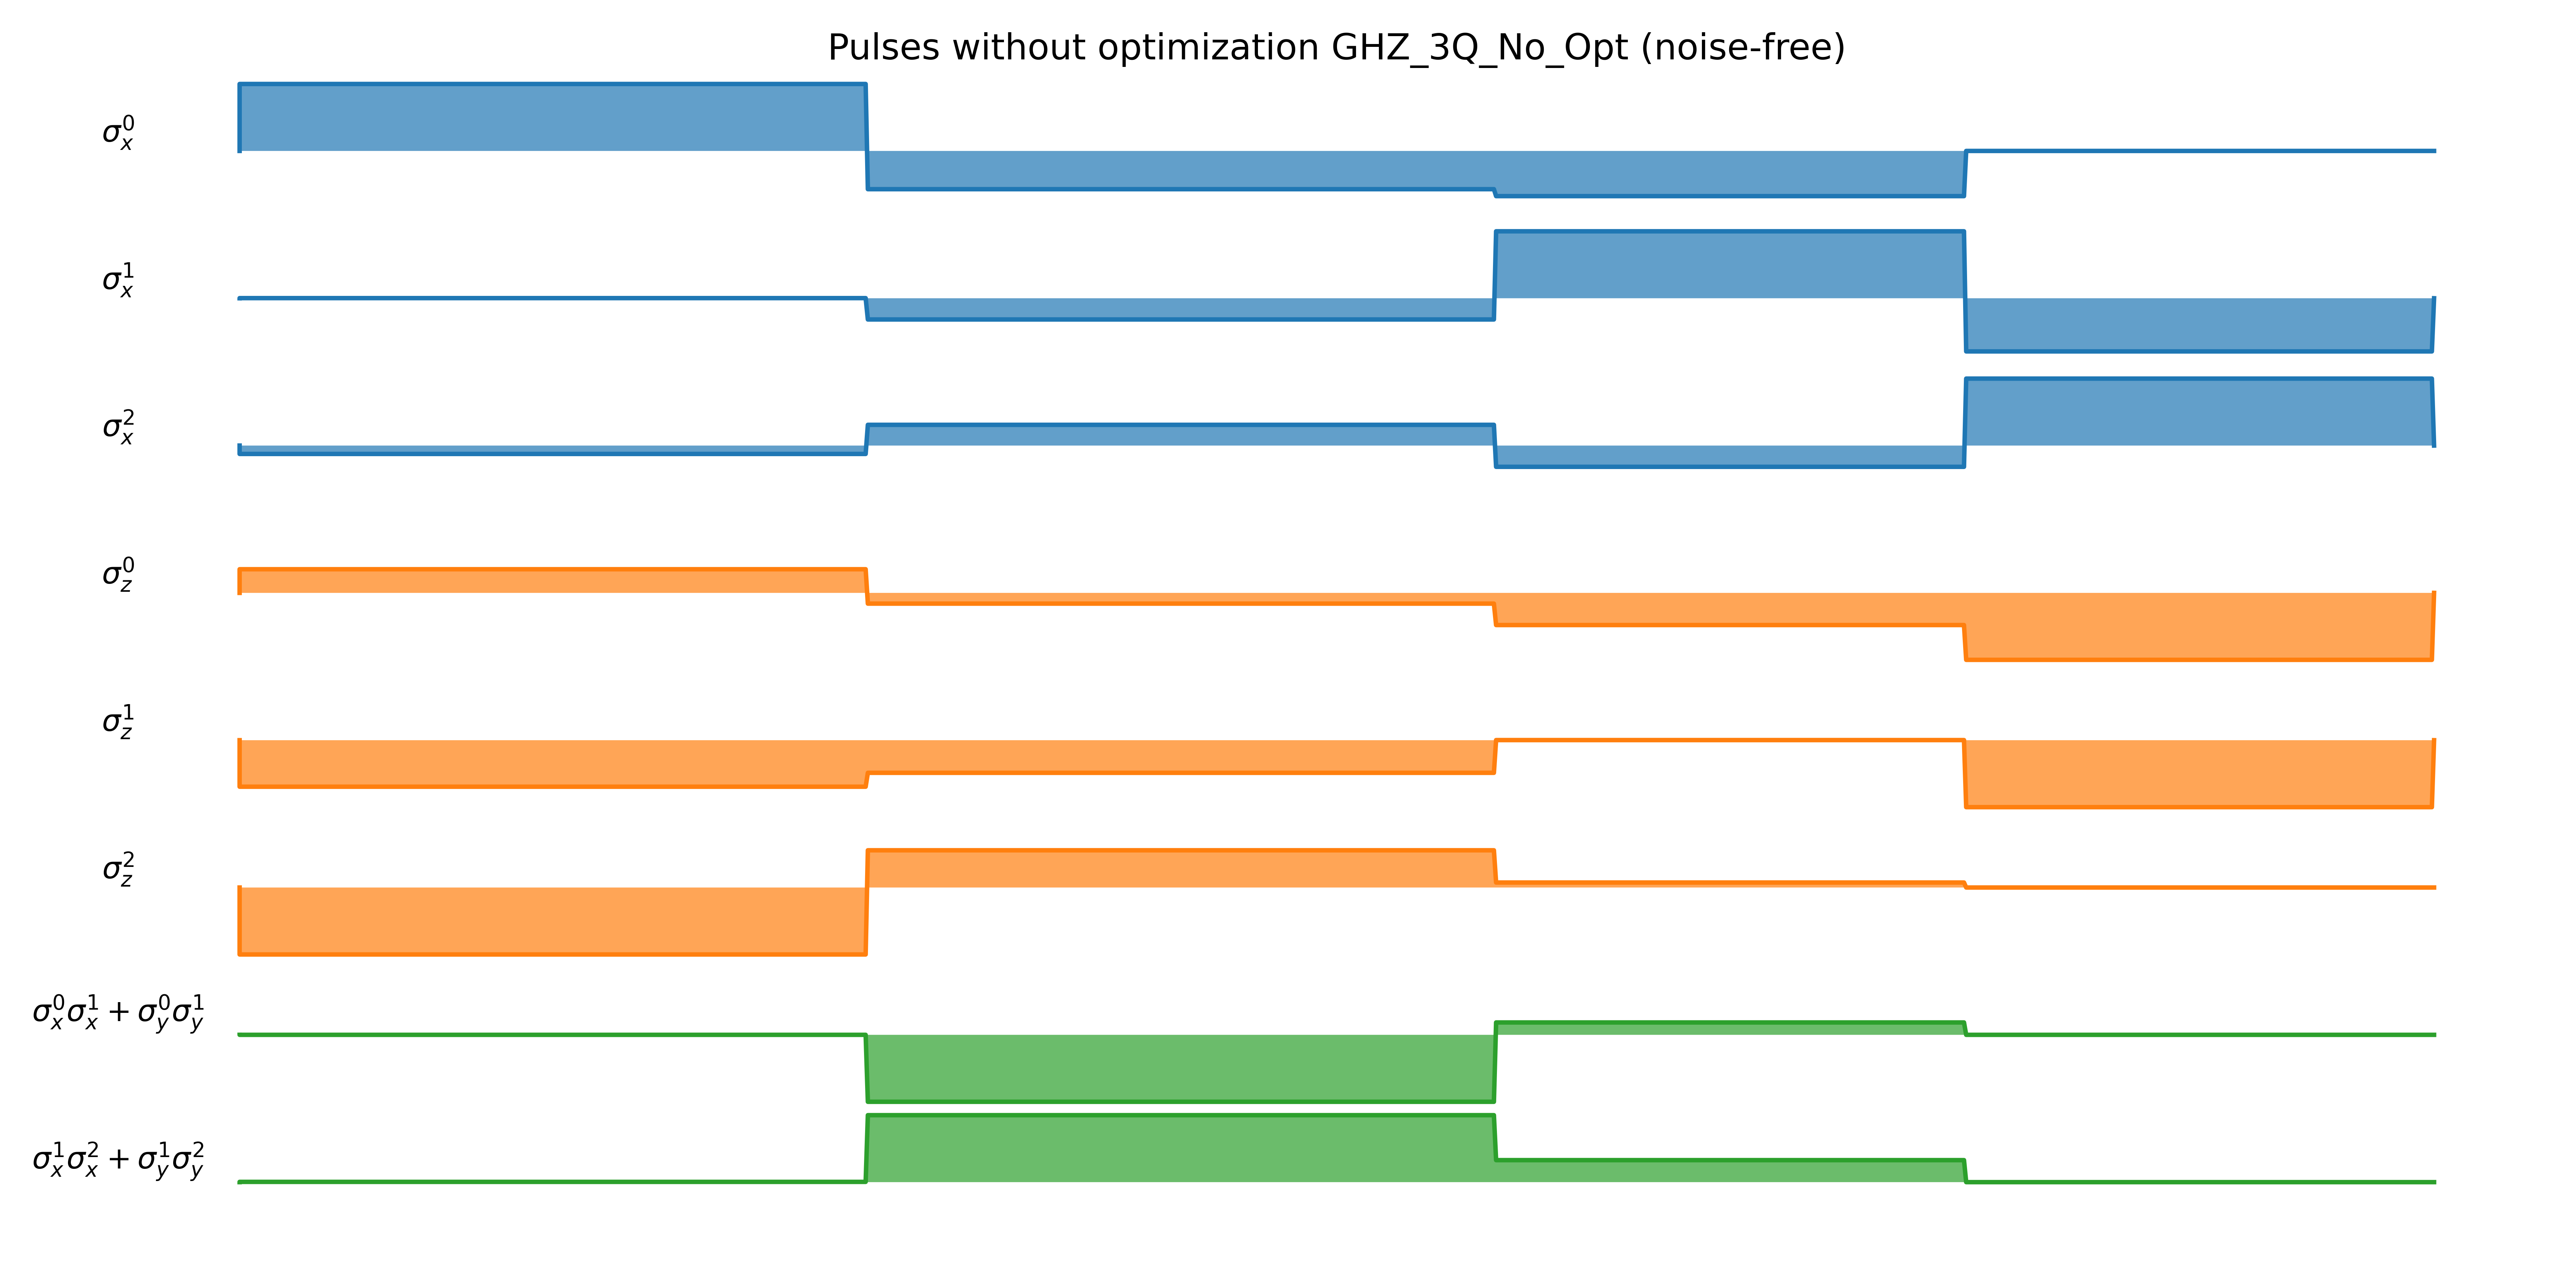 Pulses without optimization GHZ_3Q_No_Opt (noise-free)
σ_x^0
σ_x^1
σ_x^2
σ_z^0
σ_z^1
σ_z^2
σ_x^0σ_x^1 + σ_y^0σ_y^1
σ_x^1σ_x^2 + σ_y^1σ_y^2